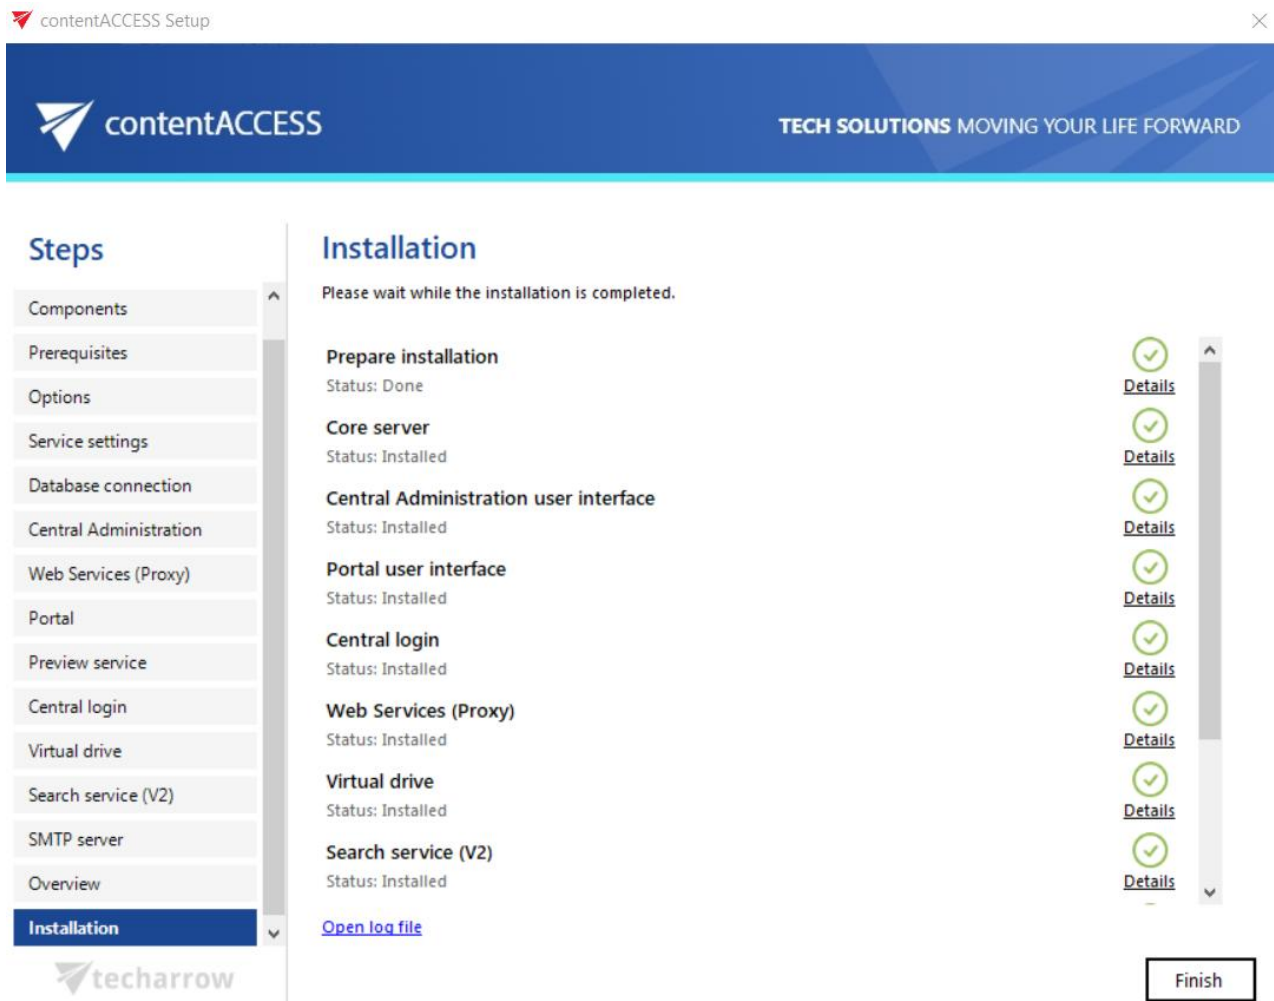 contentACCESS Setup
contentACCESS
TECH SOLUTIONS MOVING YOUR LIFE FORWARD
Steps
Components
Prerequisites
Options
Service settings
Database connection
Central Administration
Web Services (Proxy)
Portal
Preview service
Central login
Virtual drive
Search service (V2)
SMTP server
Overview
Installation
techarrow
Installation
Please wait while the installation is completed.
Prepare installation
Status: Done
Details
Core server
Status: Installed
Details
Central Administration user interface
Status: Installed
Details
Portal user interface
Status: Installed
Details
Central login
Status: Installed
Details
Web Services (Proxy)
Status: Installed
Details
Virtual drive
Status: Installed
Details
Search service (V2)
Status: Installed
Details
Open log file
Finish